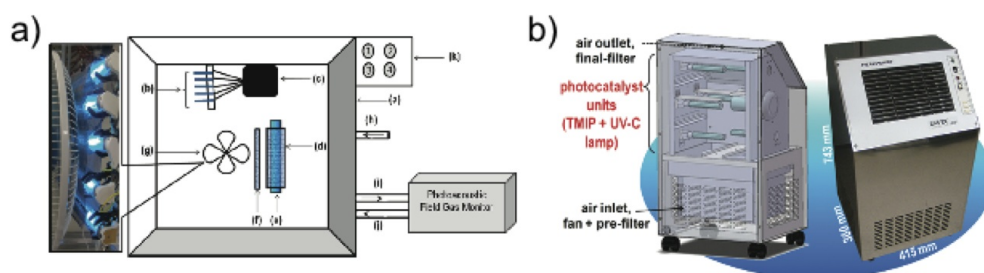 a)
(b)
(c)
(g)
(d)
(f)
(e)
1 2
3 4
(k)
(h)
(i)
(j)
Photoacoustic
Field Gas Monitor
b)
air outlet,
final-filter
photocatalyst
units
(TMIP + UV-C
lamp)
air inlet,
fan + pre-filter
743 mm
360 mm
415 mm